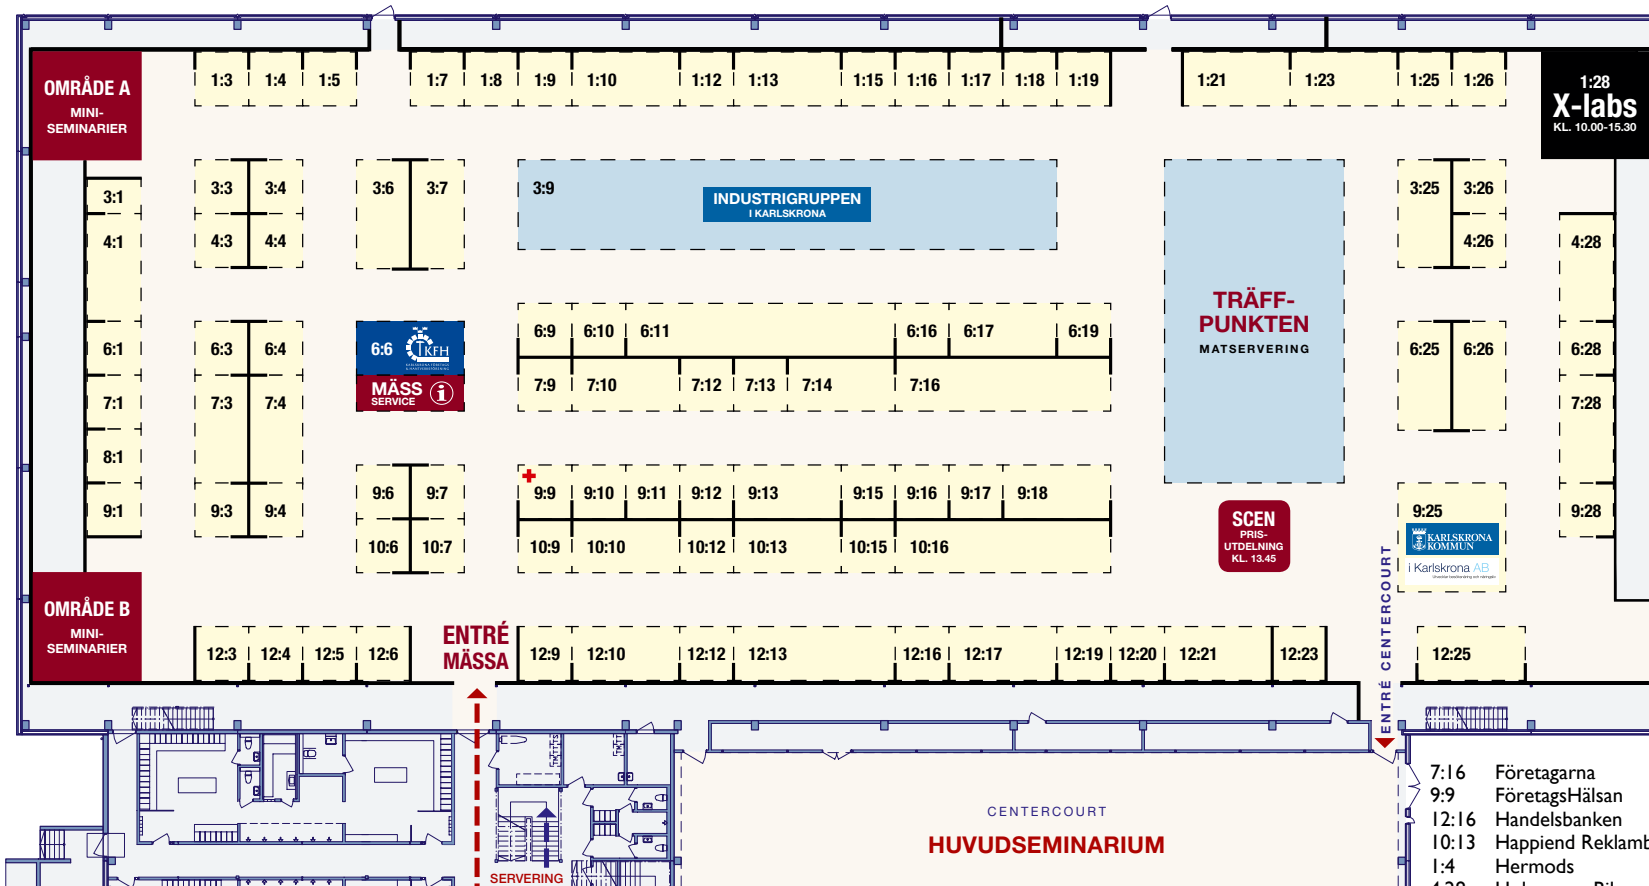 OMRÅDE A
MINI-
SEMINARIER
1:3
1:4
1:5
1:7
1:8
1:9
1:10
1:12
1:13
1:15
1:16
1:17
1:18
1:19
1:21
1:23
1:25
1:26
1:28
X-labs
KL. 10.00-15.30
3:1
4:1
3:3
3:4
4:3
4:4
3:6
3:7
3:9
INDUSTRIGRUPPEN
I KARLSKRONA
TRÄFF-
PUNKTEN
MATSERVERING
3:25
3:26
4:26
4:28
6:1
7:1
8:1
9:1
6:3
6:4
7:3
7:4
9:3
9:4
6:6
KFH
MÄSS
SERVICE
i
6:9
6:10
6:11
6:16
6:17
6:19
7:9
7:10
7:12
7:13
7:14
7:16
6:25
6:26
6:28
7:28
9:6
9:7
10:6
10:7
9:9
9:10
9:11
9:12
9:13
9:15
9:16
9:17
9:18
10:9
10:10
10:12
10:13
10:15
10:16
SCEN
PRIS-
UTDELNING
KL. 13.45
9:25
KARLSKRONA
KOMMUN
i Karlskrona AB
9:28
OMRÅDE B
MINI-
SEMINARIER
12:3
12:4
12:5
12:6
ENTRÉ
MÄSSA
12:9
12:10
12:12
12:13
12:16
12:17
12:19
12:20
12:21
12:23
ENTRÉ CENTERCOURT
12:25
CENTERCOURT
HUVUDSEMINARIUM
SERVERING
7:16 Företagarna
9:9 FöretagsHälsan
12:16 Handelsbanken
10:13 Happiend Reklamb
1:4 Hermods